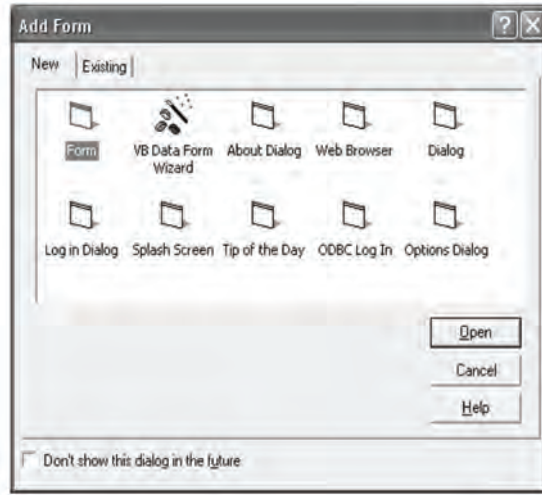 Add Form
New Existing
Form VB Data Form Wizard About Dialog Web Browser Dialog
Log in Dialog Splash Screen Tip of the Day ODBC Log In Options Dialog
Open
Cancel
Help
Don't show this dialog in the future